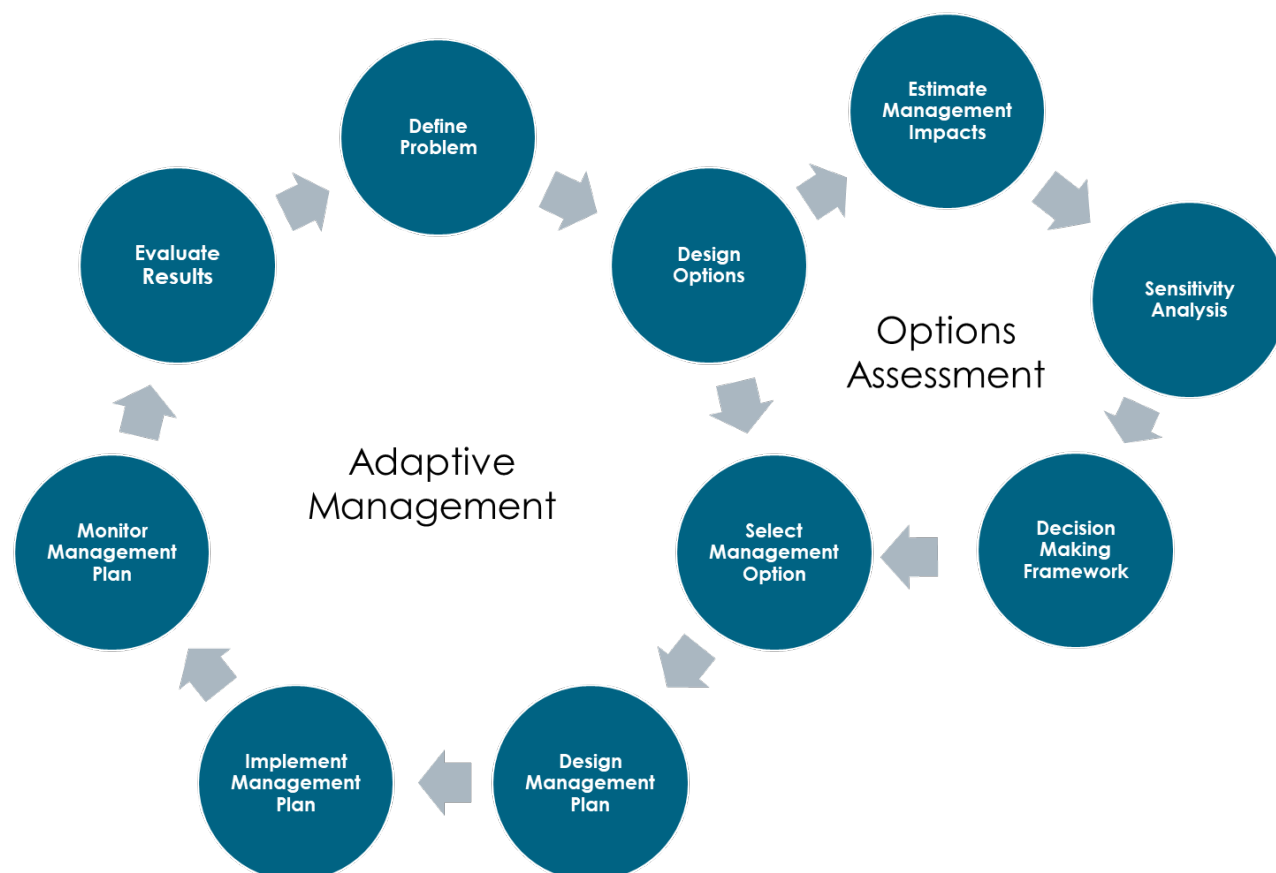 Define
Problem
Design
Options
Estimate
Management
Impacts
Sensitivity
Analysis
Decision
Making
Framework
Select
Management
Option
Design
Management
Plan
Implement
Management
Plan
Monitor
Management
Plan
Evaluate
Results
Adaptive
Management
Options
Assessment